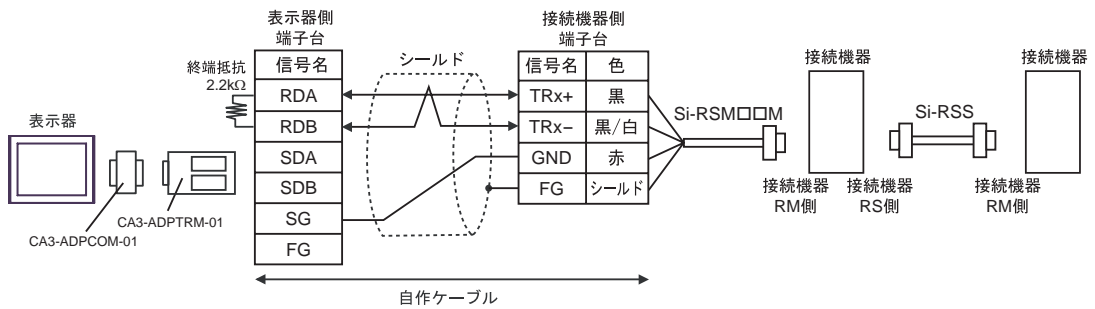 表示器側
端子台
接続機器側
端子台
シールド
終端抵抗
2.2kΩ
信号名
RDA
RDB
SDA
SDB
SG
FG
信号名 色
TRx+ 黒
TRx− 黒/白
GND 赤
FG シールド
表示器
CA3-ADPCOM-01
CA3-ADPTRM-01
Si-RSM□□M
接続機器
Si-RSS
接続機器
接続機器
RM側
接続機器
RS側
接続機器
RM側
自作ケーブル